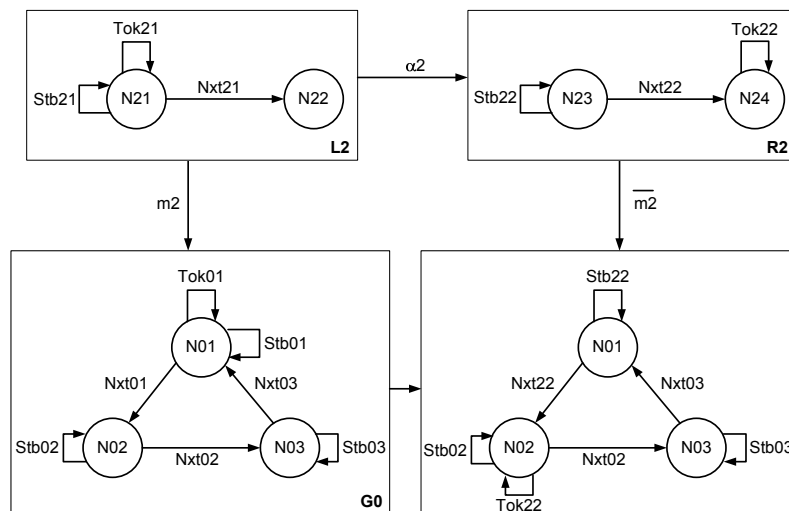 Tok21
Stb21
N21
Nxt21
N22
L2
α2
Tok22
Stb22
N23
Nxt22
N24
R2
m2
m2
Tok01
N01
Stb01
Nxt01
Nxt03
Stb02
N02
Nxt02
N03
Stb03
G0
Stb22
N01
Nxt22
Nxt03
Stb02
N02
Nxt02
N03
Stb03
Tok22